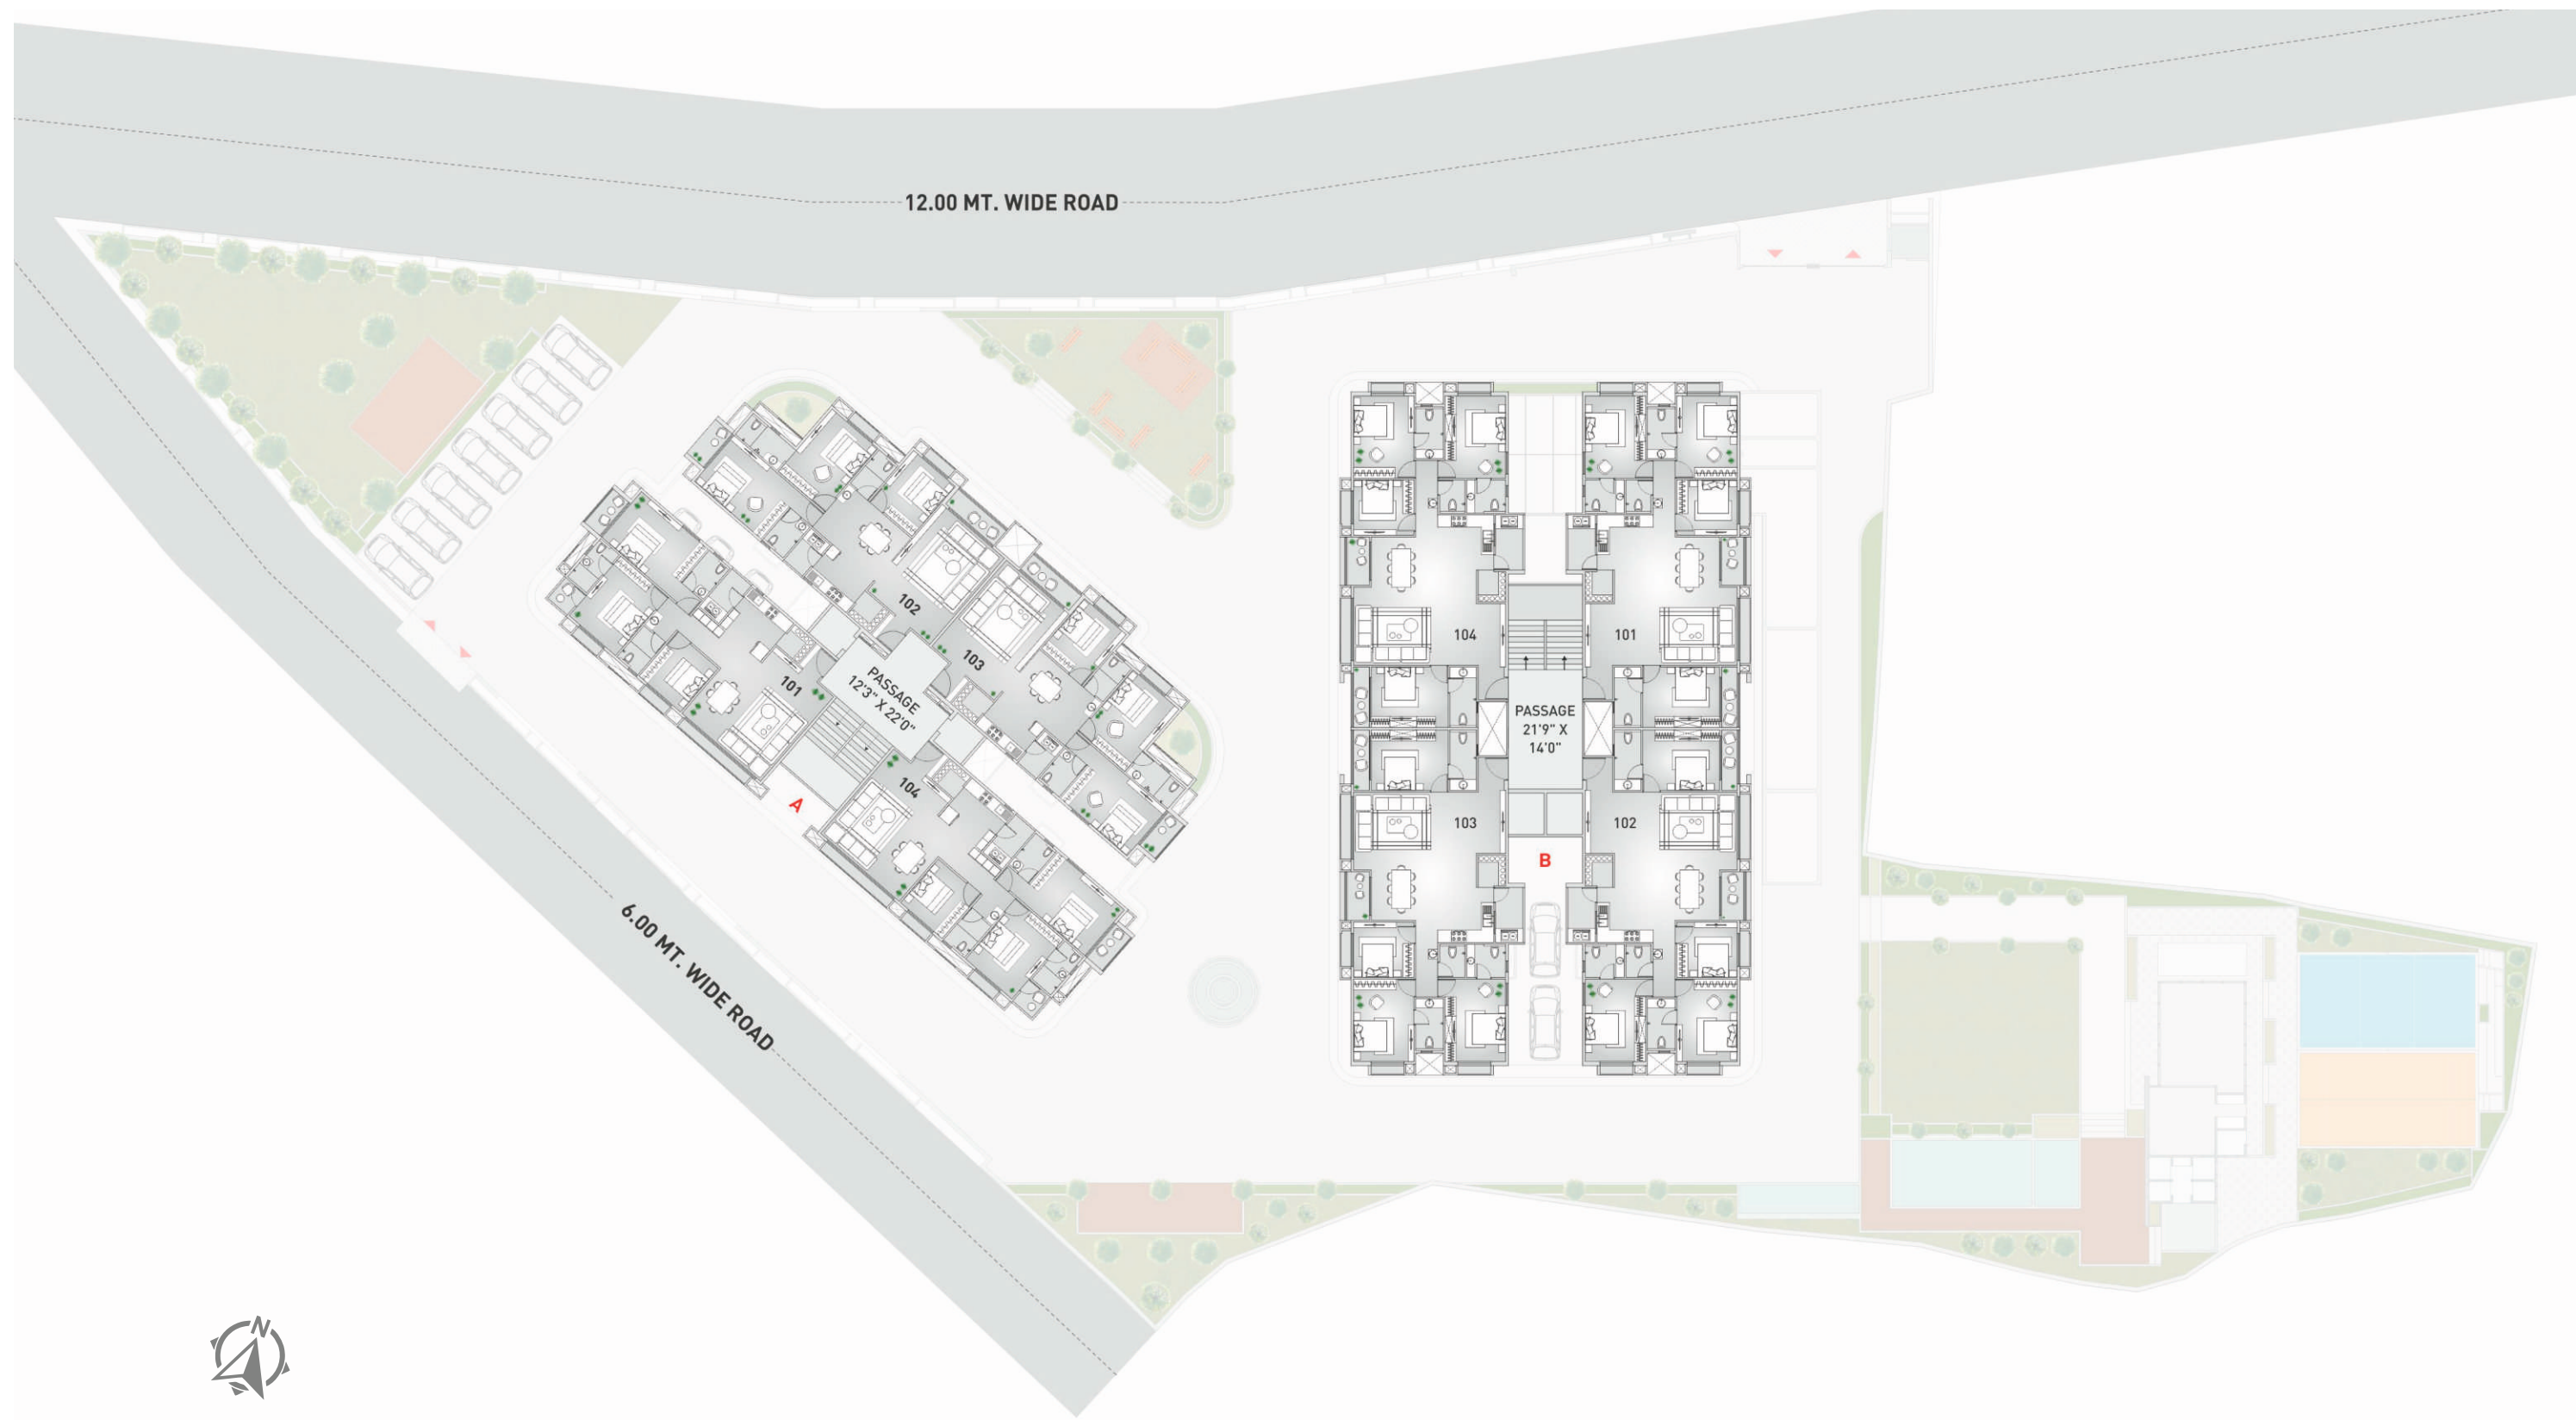 12.00 MT. WIDE ROAD
102
103
PASSAGE
12'3" X 22'0"
101
104
A
6.00 MT. WIDE ROAD
104
101
PASSAGE
21'9" X
14'0"
103
102
B
N